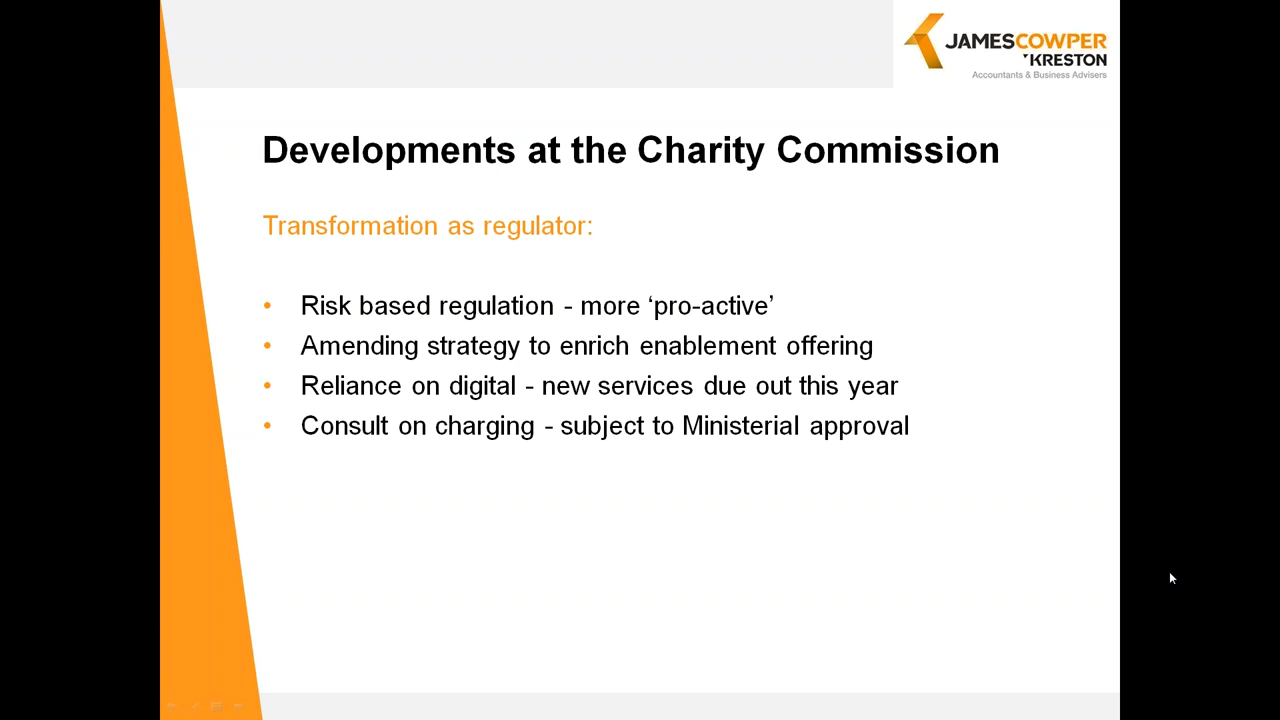 JAMESCOWPER
KRESTON
Accountants & Business Advisers
Developments at the Charity Commission
Transformation as regulator:
• Risk based regulation - more ‘pro-active’
• Amending strategy to enrich enablement offering
• Reliance on digital - new services due out this year
• Consult on charging - subject to Ministerial approval